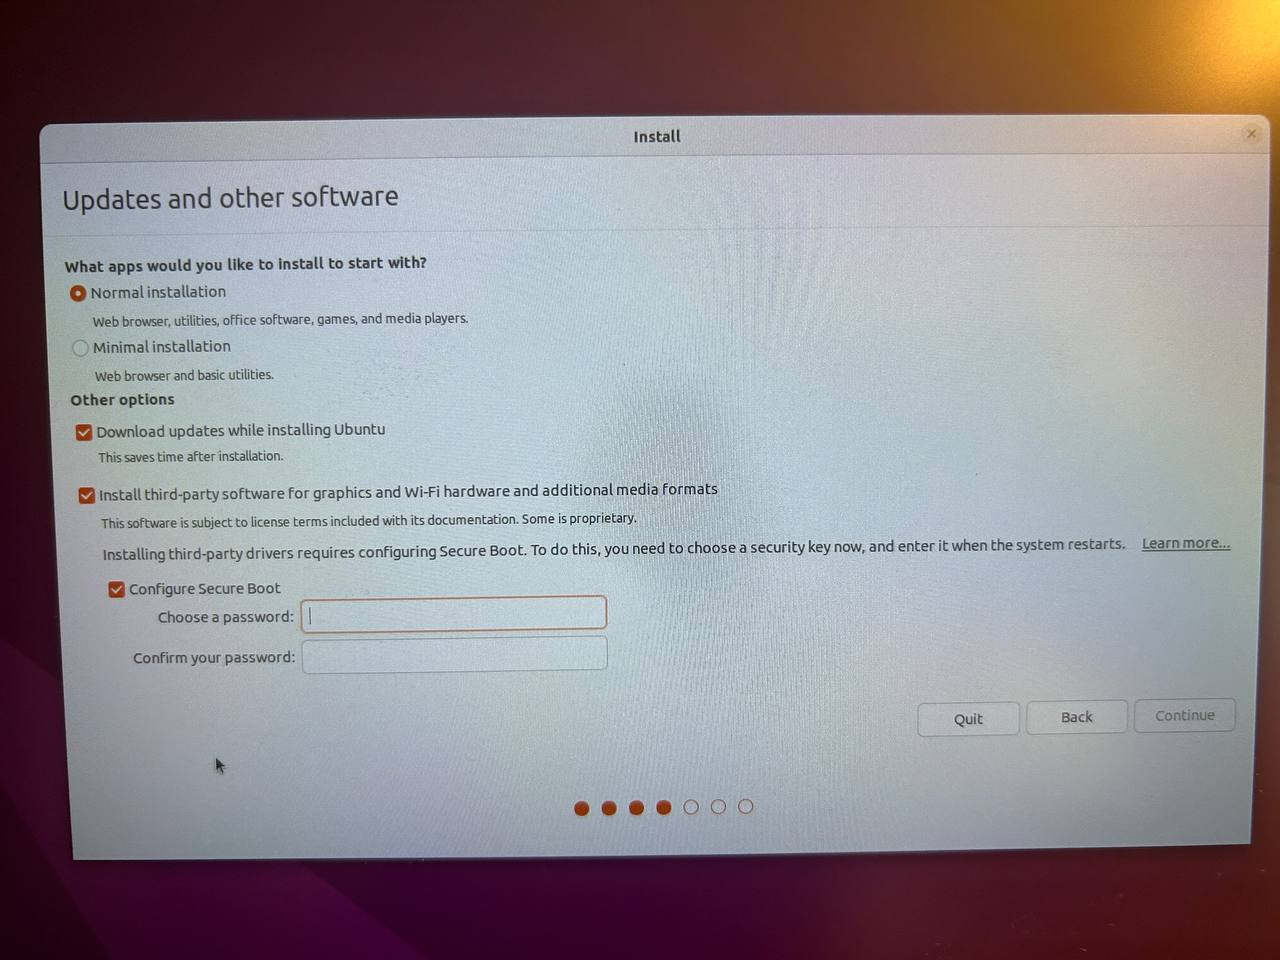 Install
Updates and other software
What apps would you like to install to start with?
Normal installation
Web browser, utilities, office software, games, and media players.
Minimal installation
Web browser and basic utilities.
Other options
Download updates while installing Ubuntu
This saves time after installation.
Install third-party software for graphics and Wi-Fi hardware and additional media formats
This software is subject to license terms included with its documentation. Some is proprietary.
Installing third-party drivers requires configuring Secure Boot. To do this, you need to choose a security key now, and enter it when the system restarts. Learn more...
Configure Secure Boot
Choose a password:
Confirm your password:
Quit Back Continue